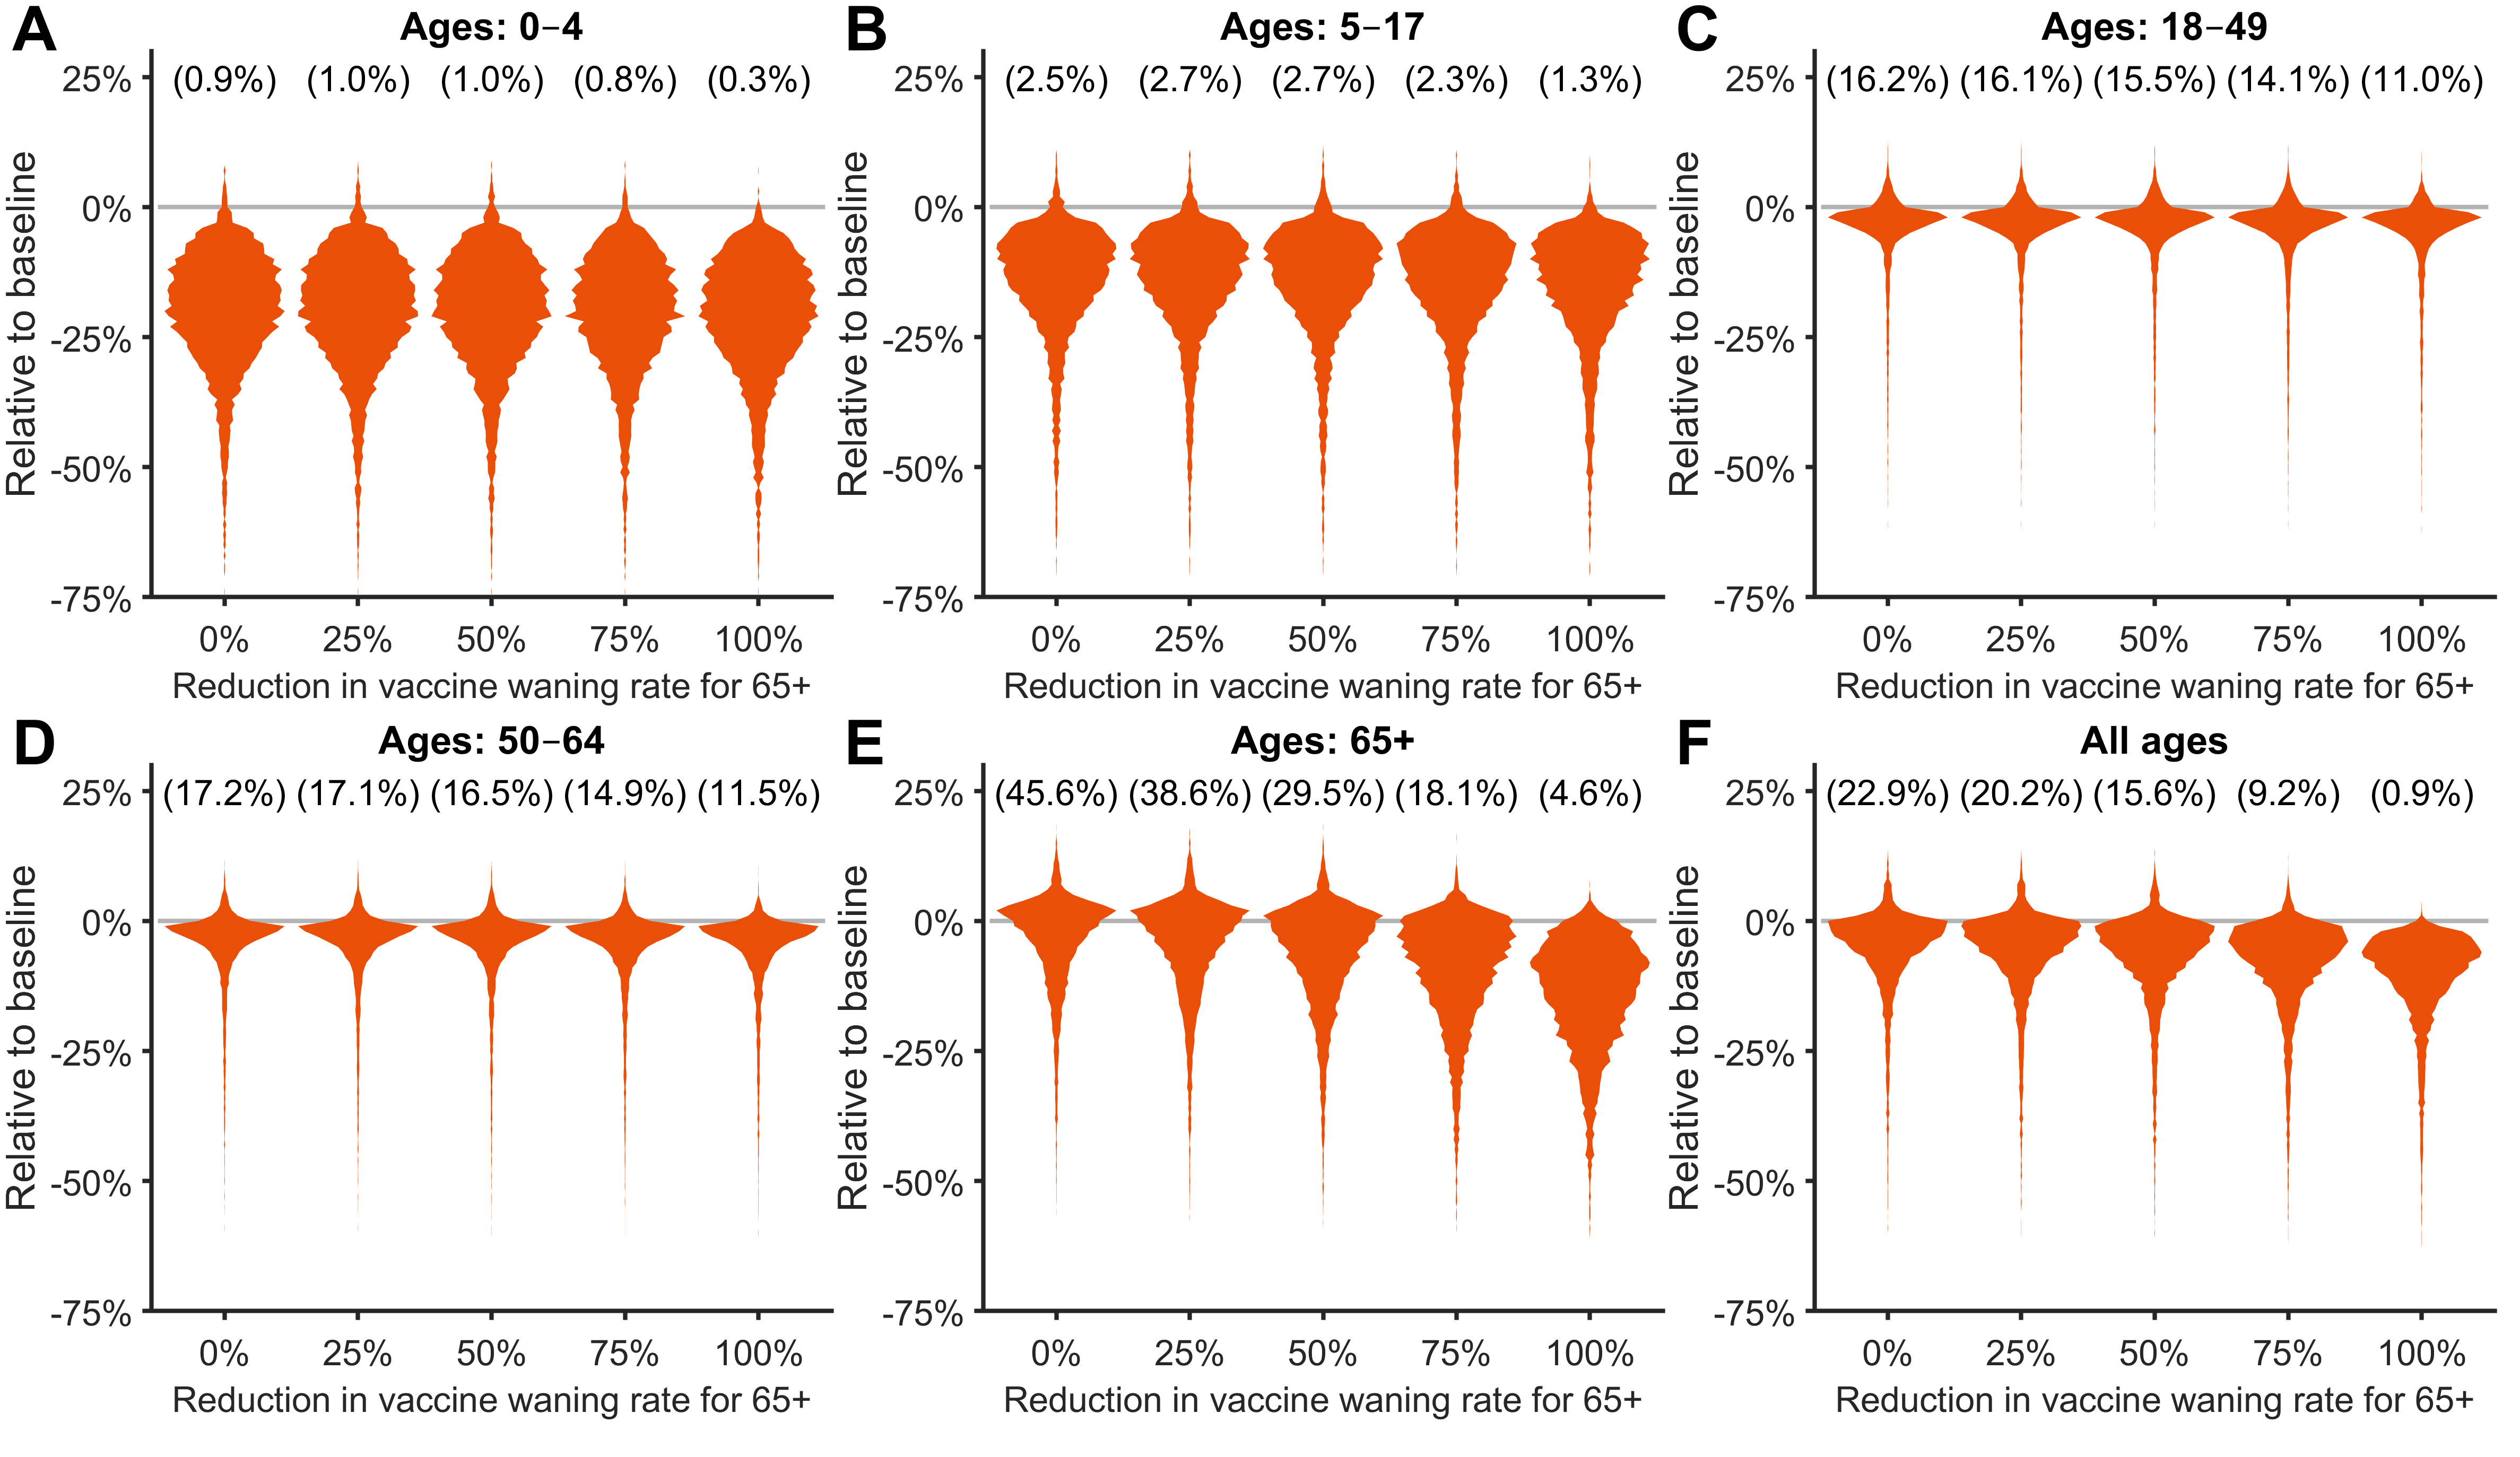 A
Ages: 0–4
25%
(0.9%) (1.0%) (1.0%) (0.8%) (0.3%)
0%
-25%
-50%
-75%
Relative to baseline
0% 25% 50% 75% 100%
Reduction in vaccine waning rate for 65+
B
Ages: 5–17
25%
(2.5%) (2.7%) (2.7%) (2.3%) (1.3%)
0%
-25%
-50%
-75%
Relative to baseline
0% 25% 50% 75% 100%
Reduction in vaccine waning rate for 65+
C
Ages: 18–49
25%
(16.2%) (16.1%) (15.5%) (14.1%) (11.0%)
0%
-25%
-50%
-75%
Relative to baseline
0% 25% 50% 75% 100%
Reduction in vaccine waning rate for 65+
D
Ages: 50–64
25%
(17.2%) (17.1%) (16.5%) (14.9%) (11.5%)
0%
-25%
-50%
-75%
Relative to baseline
0% 25% 50% 75% 100%
Reduction in vaccine waning rate for 65+
E
Ages: 65+
25%
(45.6%) (38.6%) (29.5%) (18.1%) (4.6%)
0%
-25%
-50%
-75%
Relative to baseline
0% 25% 50% 75% 100%
Reduction in vaccine waning rate for 65+
F
All ages
25%
(22.9%) (20.2%) (15.6%) (9.2%) (0.9%)
0%
-25%
-50%
-75%
Relative to baseline
0% 25% 50% 75% 100%
Reduction in vaccine waning rate for 65+